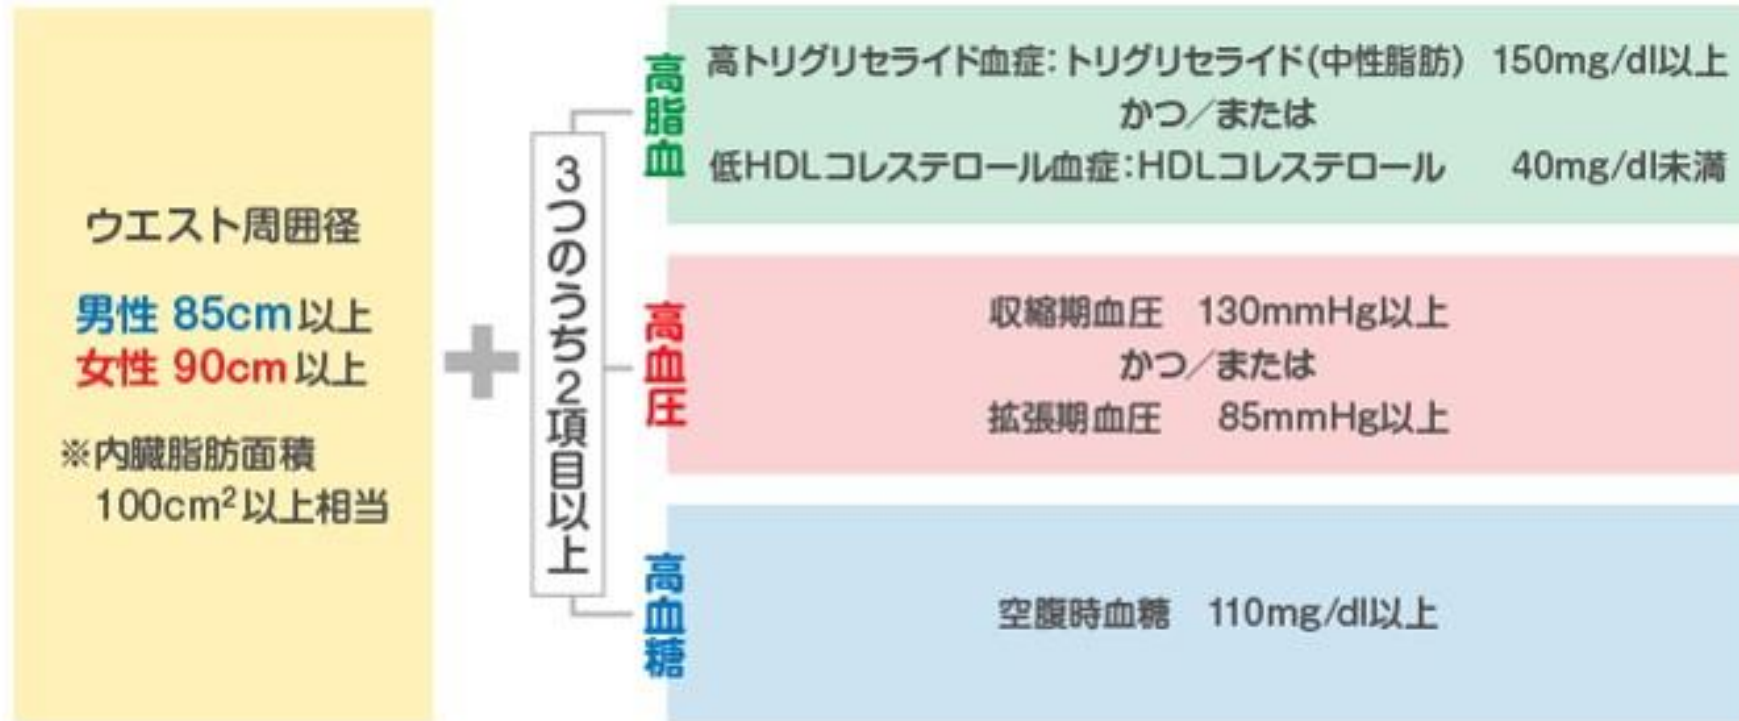 ウエスト周囲径
男性 85cm以上
女性 90cm以上
※内臓脂肪面積
100cm²以上相当
3つのうち2項目以上
高脂血
高トリグリセライド血症:トリグリセライド(中性脂肪) 150mg/dl以上
かつ/または
低HDLコレステロール血症:HDLコレステロール 40mg/dl未満
高血圧
収縮期血圧 130mmHg以上
かつ/または
拡張期血圧 85mmHg以上
高血糖
空腹時血糖 110mg/dl以上